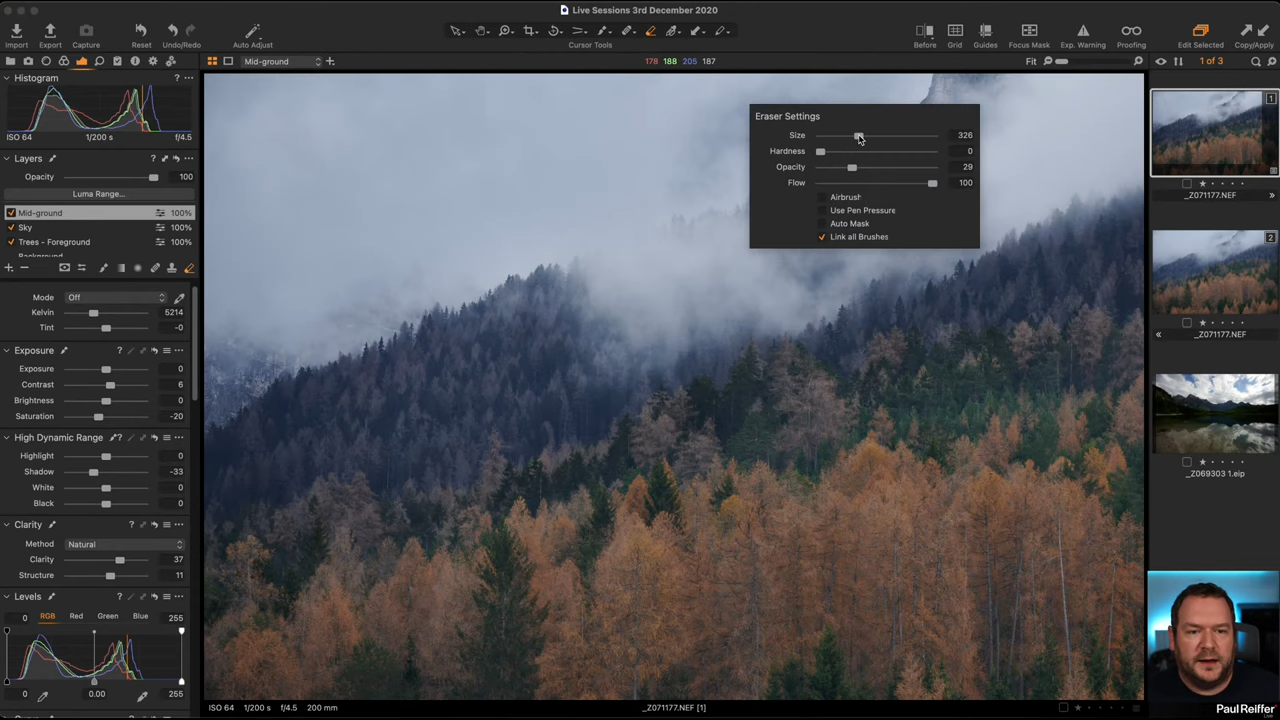 Live Sessions 3rd December 2020
Import Export Capture Reset Undo/Redo Auto Adjust Cursor Tools Before Grid Guides Focus Mask Exp. Warning Proofing Edit Selected Copy/Apply
Mid-ground 178 188 205 187 Fit 1 of 3
Histogram ?
ISO 64 1/200 s f/4.5
Layers ?
Opacity 100
Luma Range...
Mid-ground 100%
Sky 100%
Trees - Foreground 100%
Mode Off
Kelvin 5214
Tint -0
Exposure ?
Exposure 0
Contrast 6
Brightness 0
Saturation -20
High Dynamic Range ?
Highlight 0
Shadow -33
White 0
Black 0
Clarity ?
Method Natural
Clarity 37
Structure 11
Levels ?
0 RGB Red Green Blue 255
0 0.00 255
Eraser Settings
Size 326
Hardness 0
Opacity 29
Flow 100
Airbrush
Use Pen Pressure
Auto Mask
Link all Brushes
ISO 64 1/200 s f/4.5 200 mm _Z071177.NEF [1]
1
_Z071177.NEF
2
_Z071177.NEF
_Z069303 1.eip
Paul Reiffer
Live